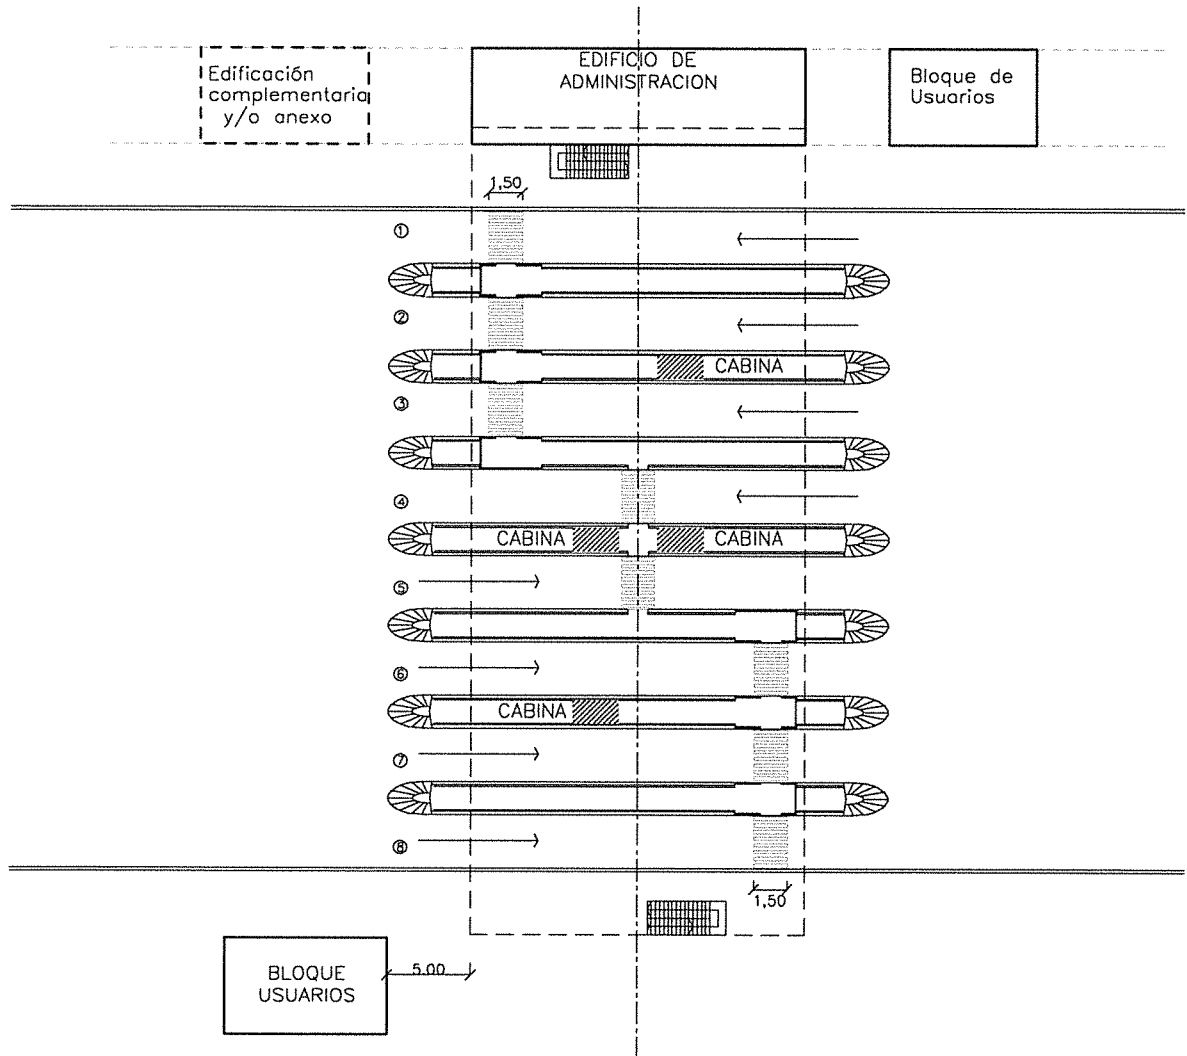 EDIFICIO DE
ADMINISTRACION
Edificación
complementaria
y/o anexo
Bloque de
Usuarios
1,50
①
②
CABINA
③
④
CABINA
CABINA
⑤
⑥
CABINA
⑦
⑧
1,50
BLOQUE
USUARIOS
5.00